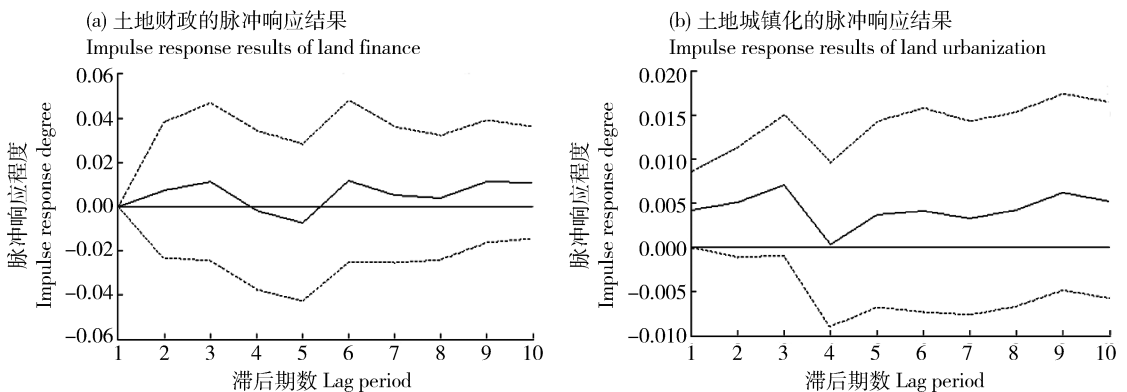 (a) 土地财政的脉冲响应结果
Impulse response results of land finance
脉冲响应程度
Impulse response degree
0.06
0.04
0.02
0.00
−0.02
−0.04
−0.06
1 2 3 4 5 6 7 8 9 10
滞后期数 Lag period
(b) 土地城镇化的脉冲响应结果
Impulse response results of land urbanization
脉冲响应程度
Impulse response degree
0.020
0.015
0.010
0.005
0.000
−0.005
−0.010
1 2 3 4 5 6 7 8 9 10
滞后期数 Lag period